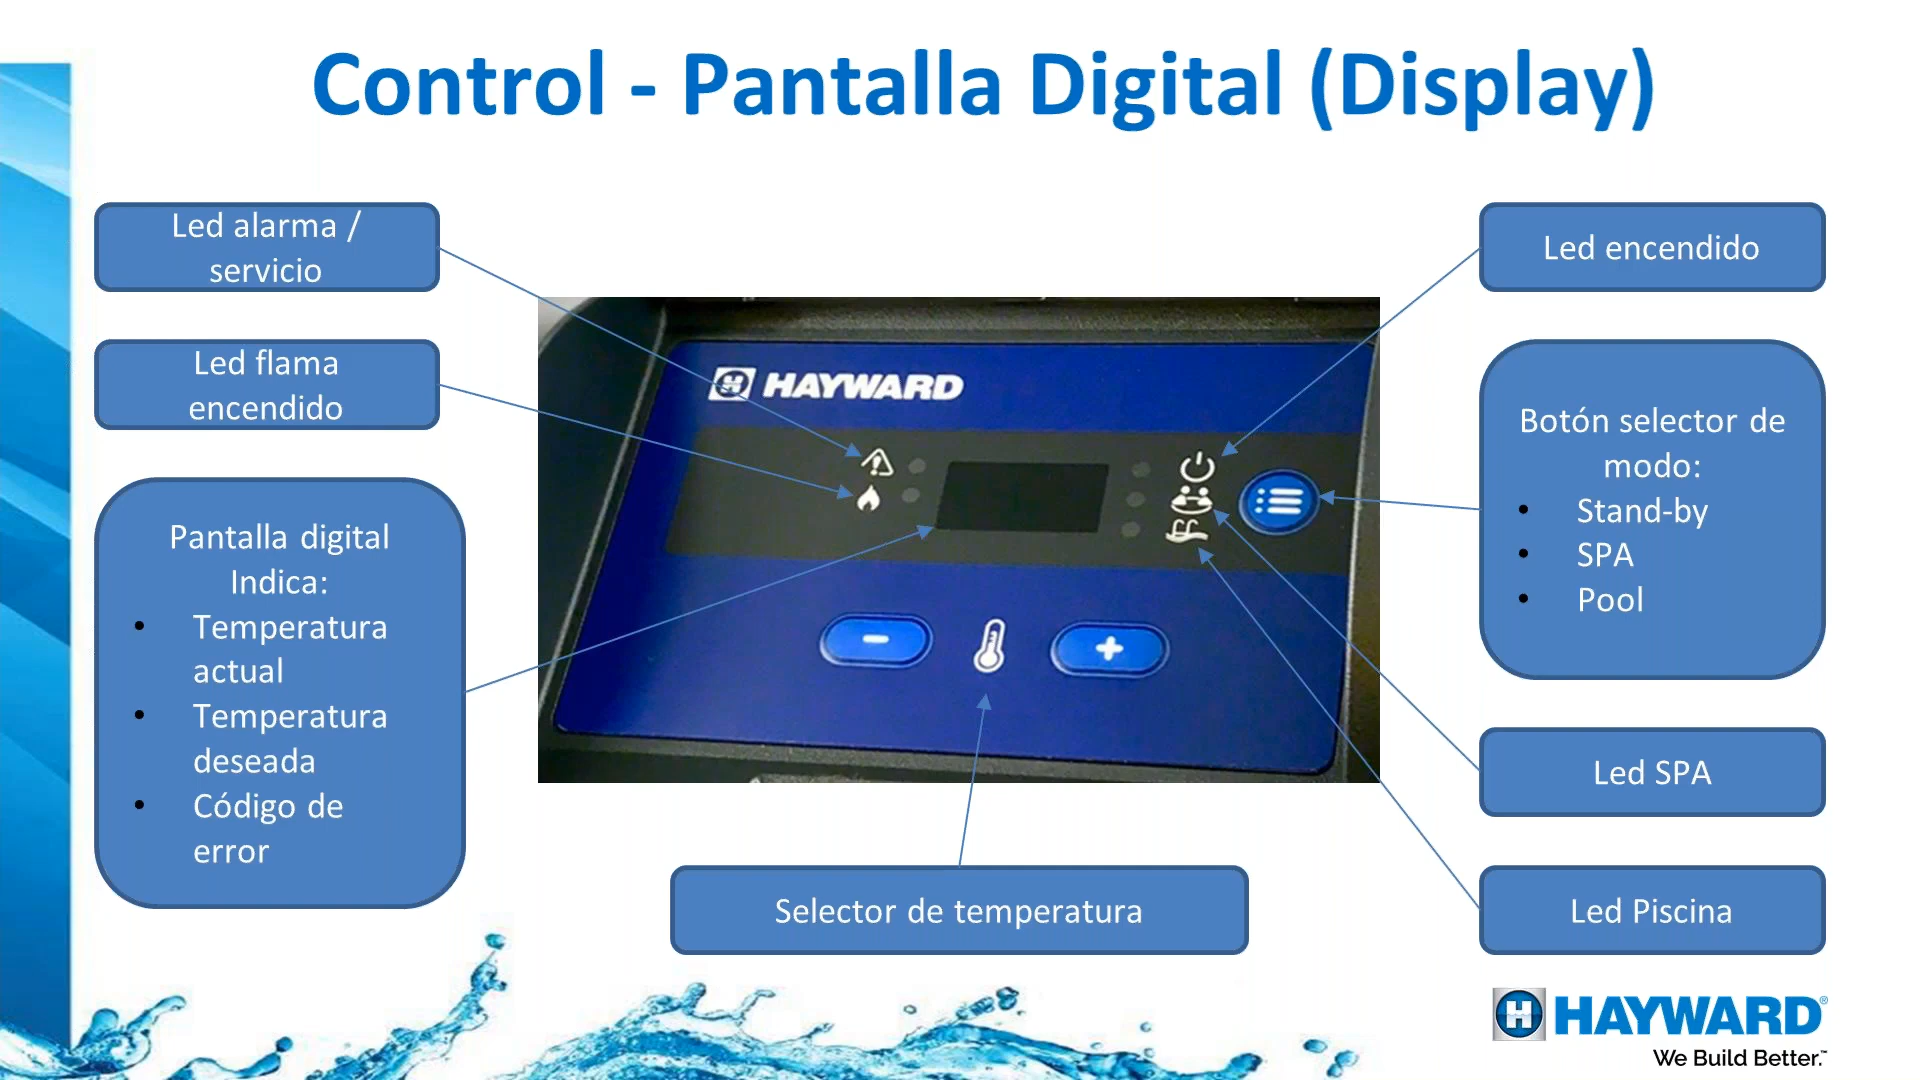 Control - Pantalla Digital (Display)
Led alarma /
servicio
Led flama
encendido
Pantalla digital
Indica:
• Temperatura
actual
• Temperatura
deseada
• Código de
error
HAYWARD
Selector de temperatura
Led encendido
Botón selector de
modo:
• Stand-by
• SPA
• Pool
Led SPA
Led Piscina
HAYWARD®
We Build Better.™